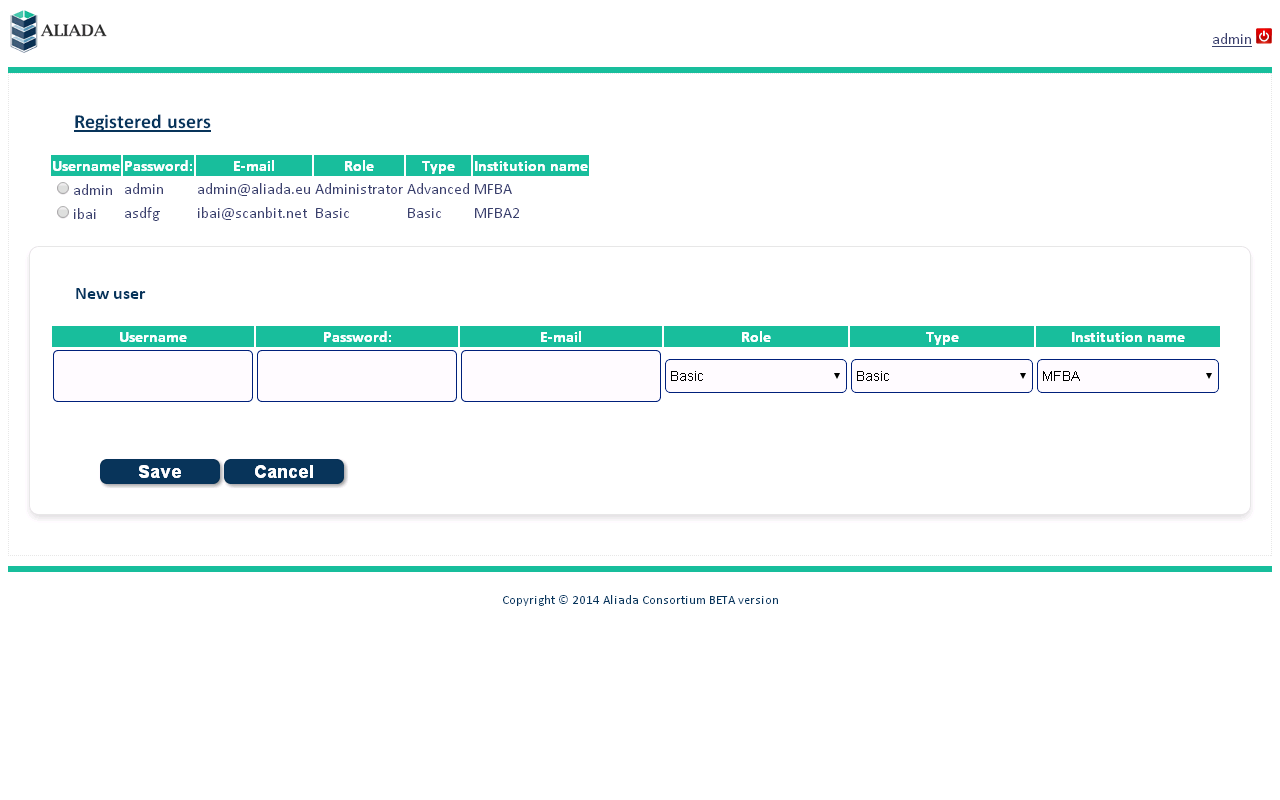 ALIADA
admin
Registered users
Username Password: E-mail Role Type Institution name
admin admin admin@aliada.eu Administrator Advanced MFBA
ibai asdfg ibai@scanbit.net Basic Basic MFBA2
New user
Username Password: E-mail Role Type Institution name
Basic Basic MFBA
Save Cancel
Copyright © 2014 Aliada Consortium BETA version